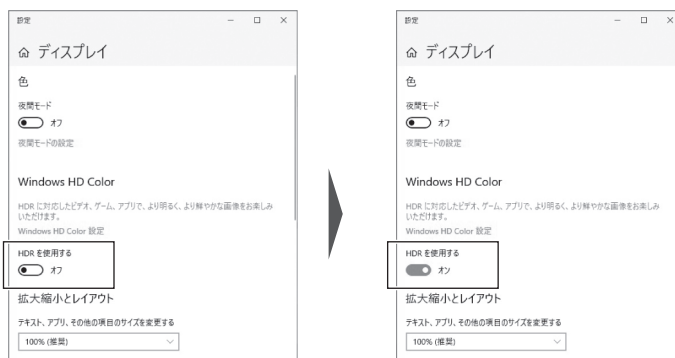 設定
ディスプレイ
色
夜間モード
オフ
夜間モードの設定
Windows HD Color
HDR に対応したビデオ、ゲーム、アプリで、より明るく、より鮮やかな画像をお楽しみ
いただけます。
Windows HD Color 設定
HDR を使用する
オフ
拡大縮小とレイアウト
テキスト、アプリ、その他の項目のサイズを変更する
100% (推奨)
設定
ディスプレイ
色
夜間モード
オフ
夜間モードの設定
Windows HD Color
HDR に対応したビデオ、ゲーム、アプリで、より明るく、より鮮やかな画像をお楽しみ
いただけます。
Windows HD Color 設定
HDR を使用する
オン
拡大縮小とレイアウト
テキスト、アプリ、その他の項目のサイズを変更する
100% (推奨)